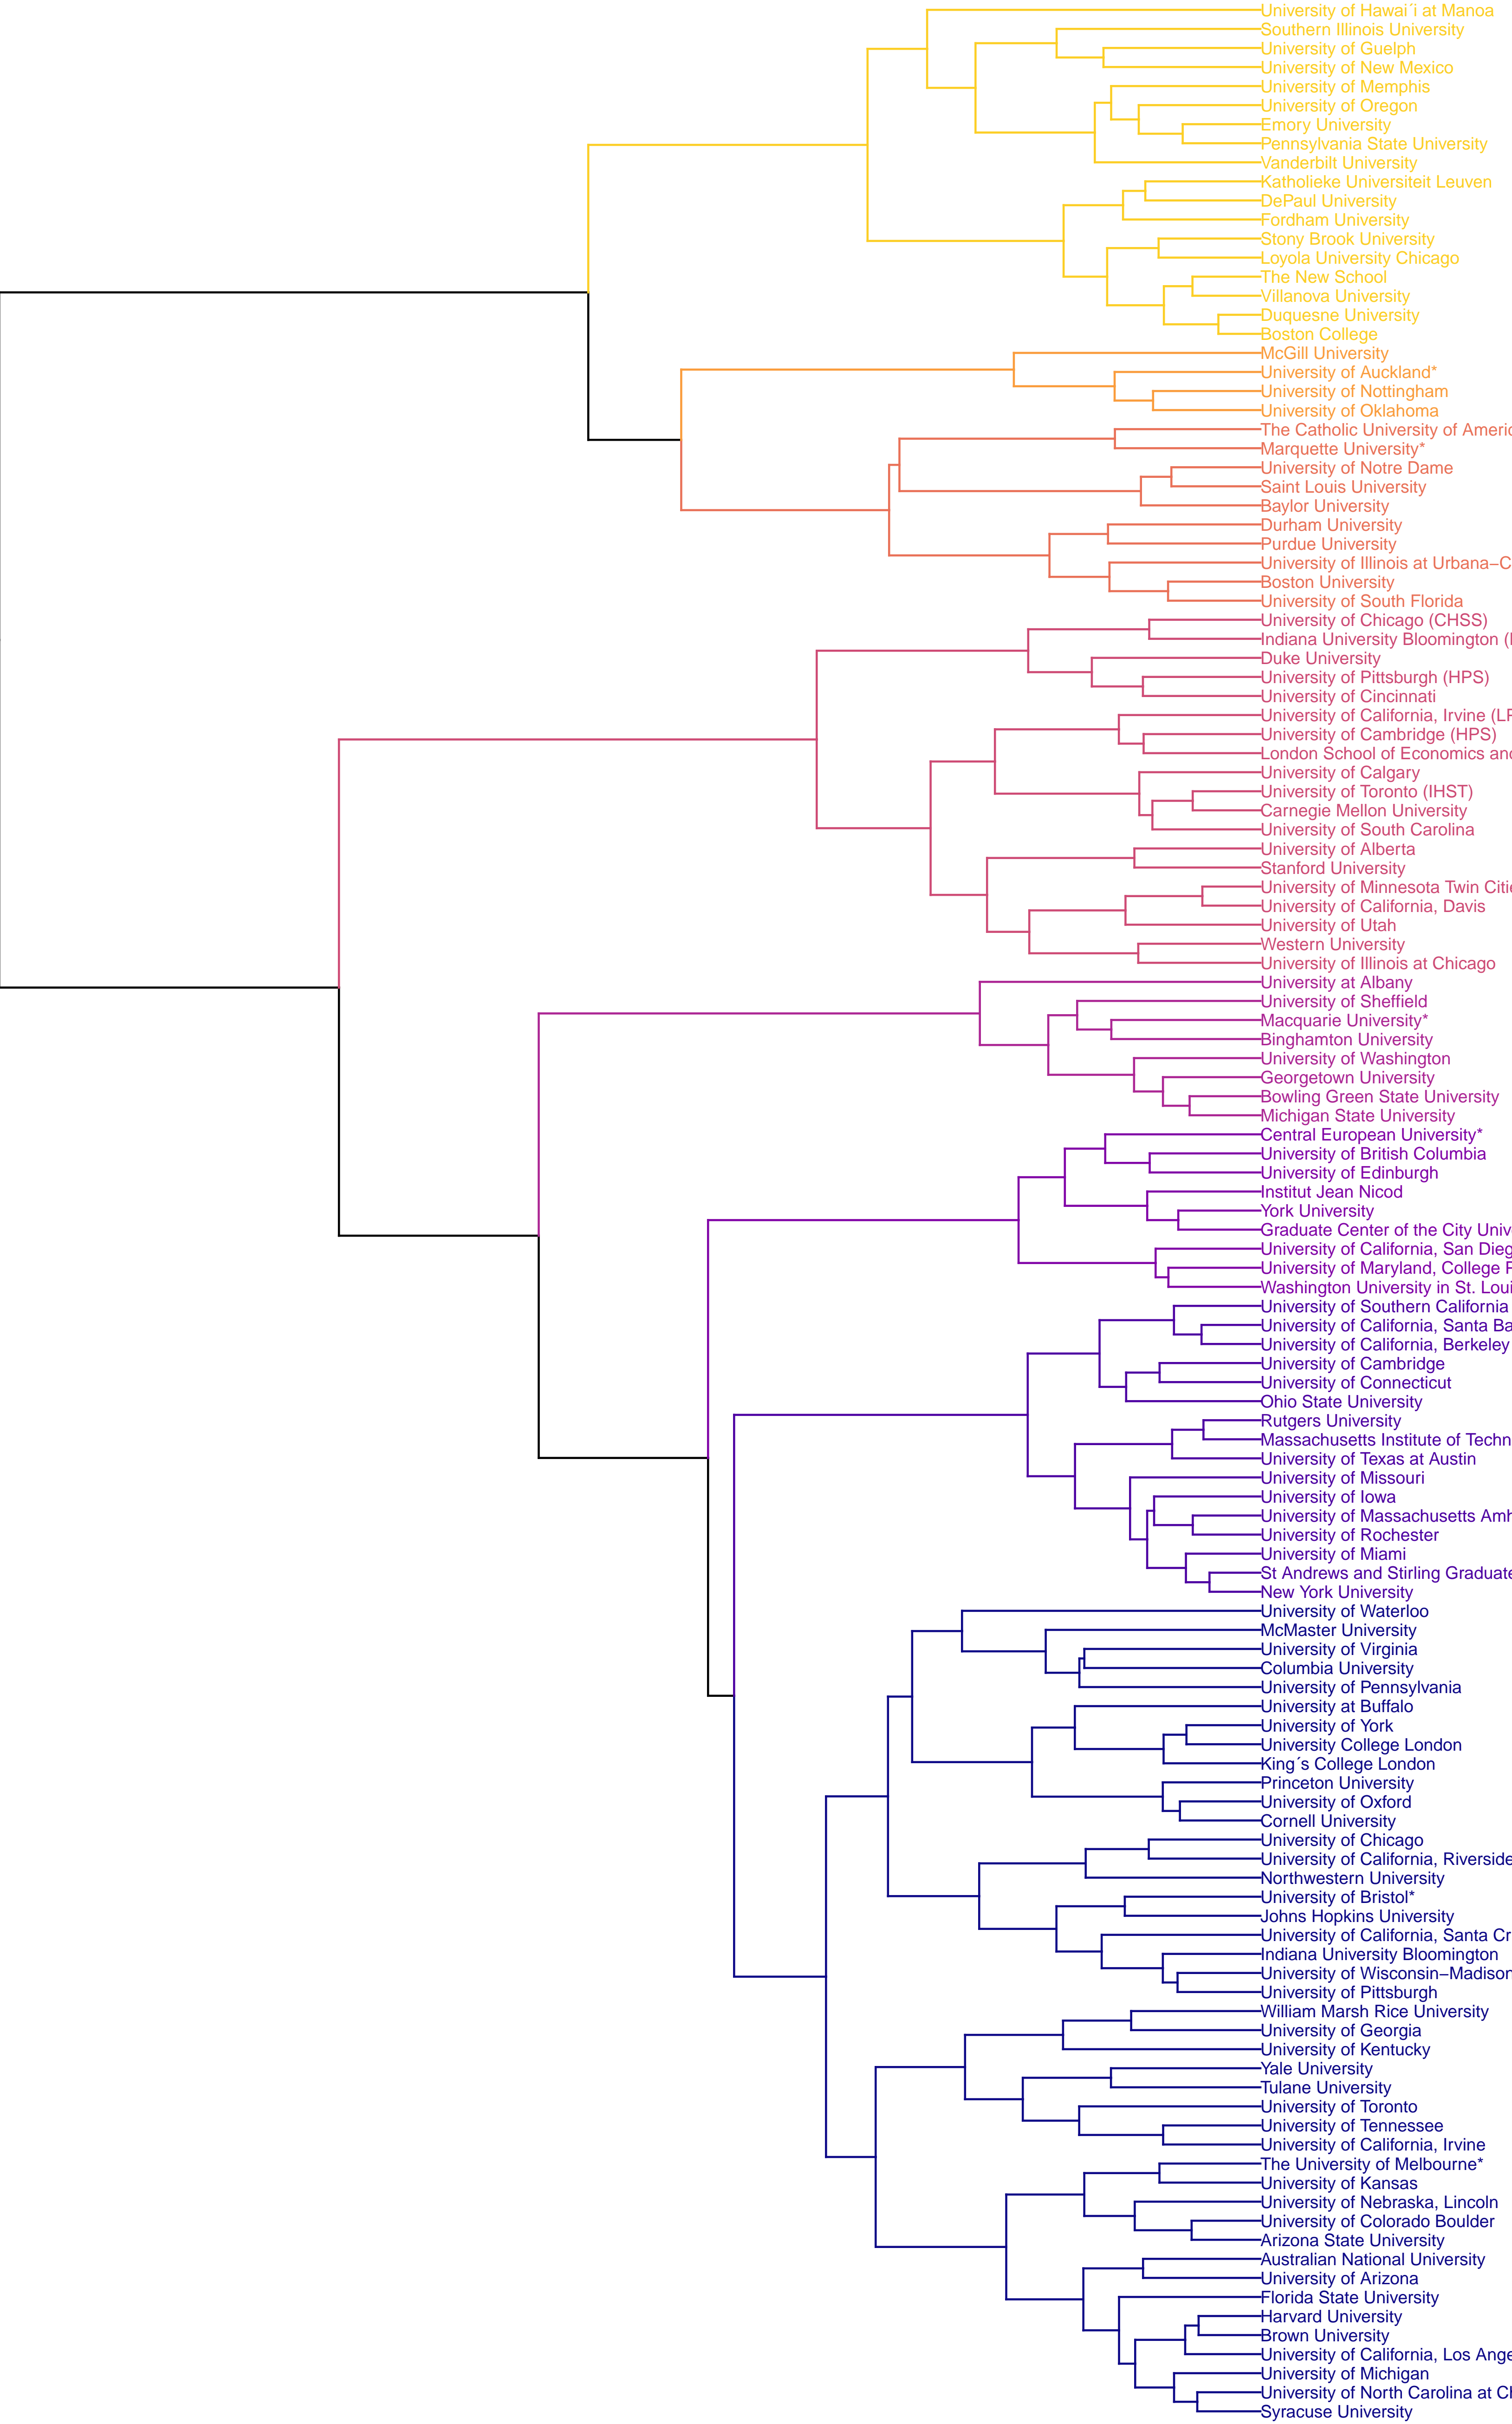 University of Hawai´i at Manoa
Southern Illinois University
University of Guelph
University of New Mexico
University of Memphis
University of Oregon
Emory University
Pennsylvania State University
Vanderbilt University
Katholieke Universiteit Leuven
DePaul University
Fordham University
Stony Brook University
Loyola University Chicago
The New School
Villanova University
Duquesne University
Boston College
McGill University
University of Auckland*
University of Nottingham
University of Oklahoma
The Catholic University of Americ
Marquette University*
University of Notre Dame
Saint Louis University
Baylor University
Durham University
Purdue University
University of Illinois at Urbana−C
Boston University
University of South Florida
University of Chicago (CHSS)
Indiana University Bloomington (
Duke University
University of Pittsburgh (HPS)
University of Cincinnati
University of California, Irvine (LP
University of Cambridge (HPS)
London School of Economics and
University of Calgary
University of Toronto (IHST)
Carnegie Mellon University
University of South Carolina
University of Alberta
Stanford University
University of Minnesota Twin Citi
University of California, Davis
University of Utah
Western University
University of Illinois at Chicago
University at Albany
University of Sheffield
Macquarie University*
Binghamton University
University of Washington
Georgetown University
Bowling Green State University
Michigan State University
Central European University*
University of British Columbia
University of Edinburgh
Institut Jean Nicod
York University
Graduate Center of the City Univ
University of California, San Dieg
University of Maryland, College P
Washington University in St. Loui
University of Southern California
University of California, Santa Ba
University of California, Berkeley
University of Cambridge
University of Connecticut
Ohio State University
Rutgers University
Massachusetts Institute of Techn
University of Texas at Austin
University of Missouri
University of Iowa
University of Massachusetts Amh
University of Rochester
University of Miami
St Andrews and Stirling Graduate
New York University
University of Waterloo
McMaster University
University of Virginia
Columbia University
University of Pennsylvania
University at Buffalo
University of York
University College London
King´s College London
Princeton University
University of Oxford
Cornell University
University of Chicago
University of California, Riverside
Northwestern University
University of Bristol*
Johns Hopkins University
University of California, Santa Cr
Indiana University Bloomington
University of Wisconsin−Madison
University of Pittsburgh
William Marsh Rice University
University of Georgia
University of Kentucky
Yale University
Tulane University
University of Toronto
University of Tennessee
University of California, Irvine
The University of Melbourne*
University of Kansas
University of Nebraska, Lincoln
University of Colorado Boulder
Arizona State University
Australian National University
University of Arizona
Florida State University
Harvard University
Brown University
University of California, Los Ange
University of Michigan
University of North Carolina at C
Syracuse University